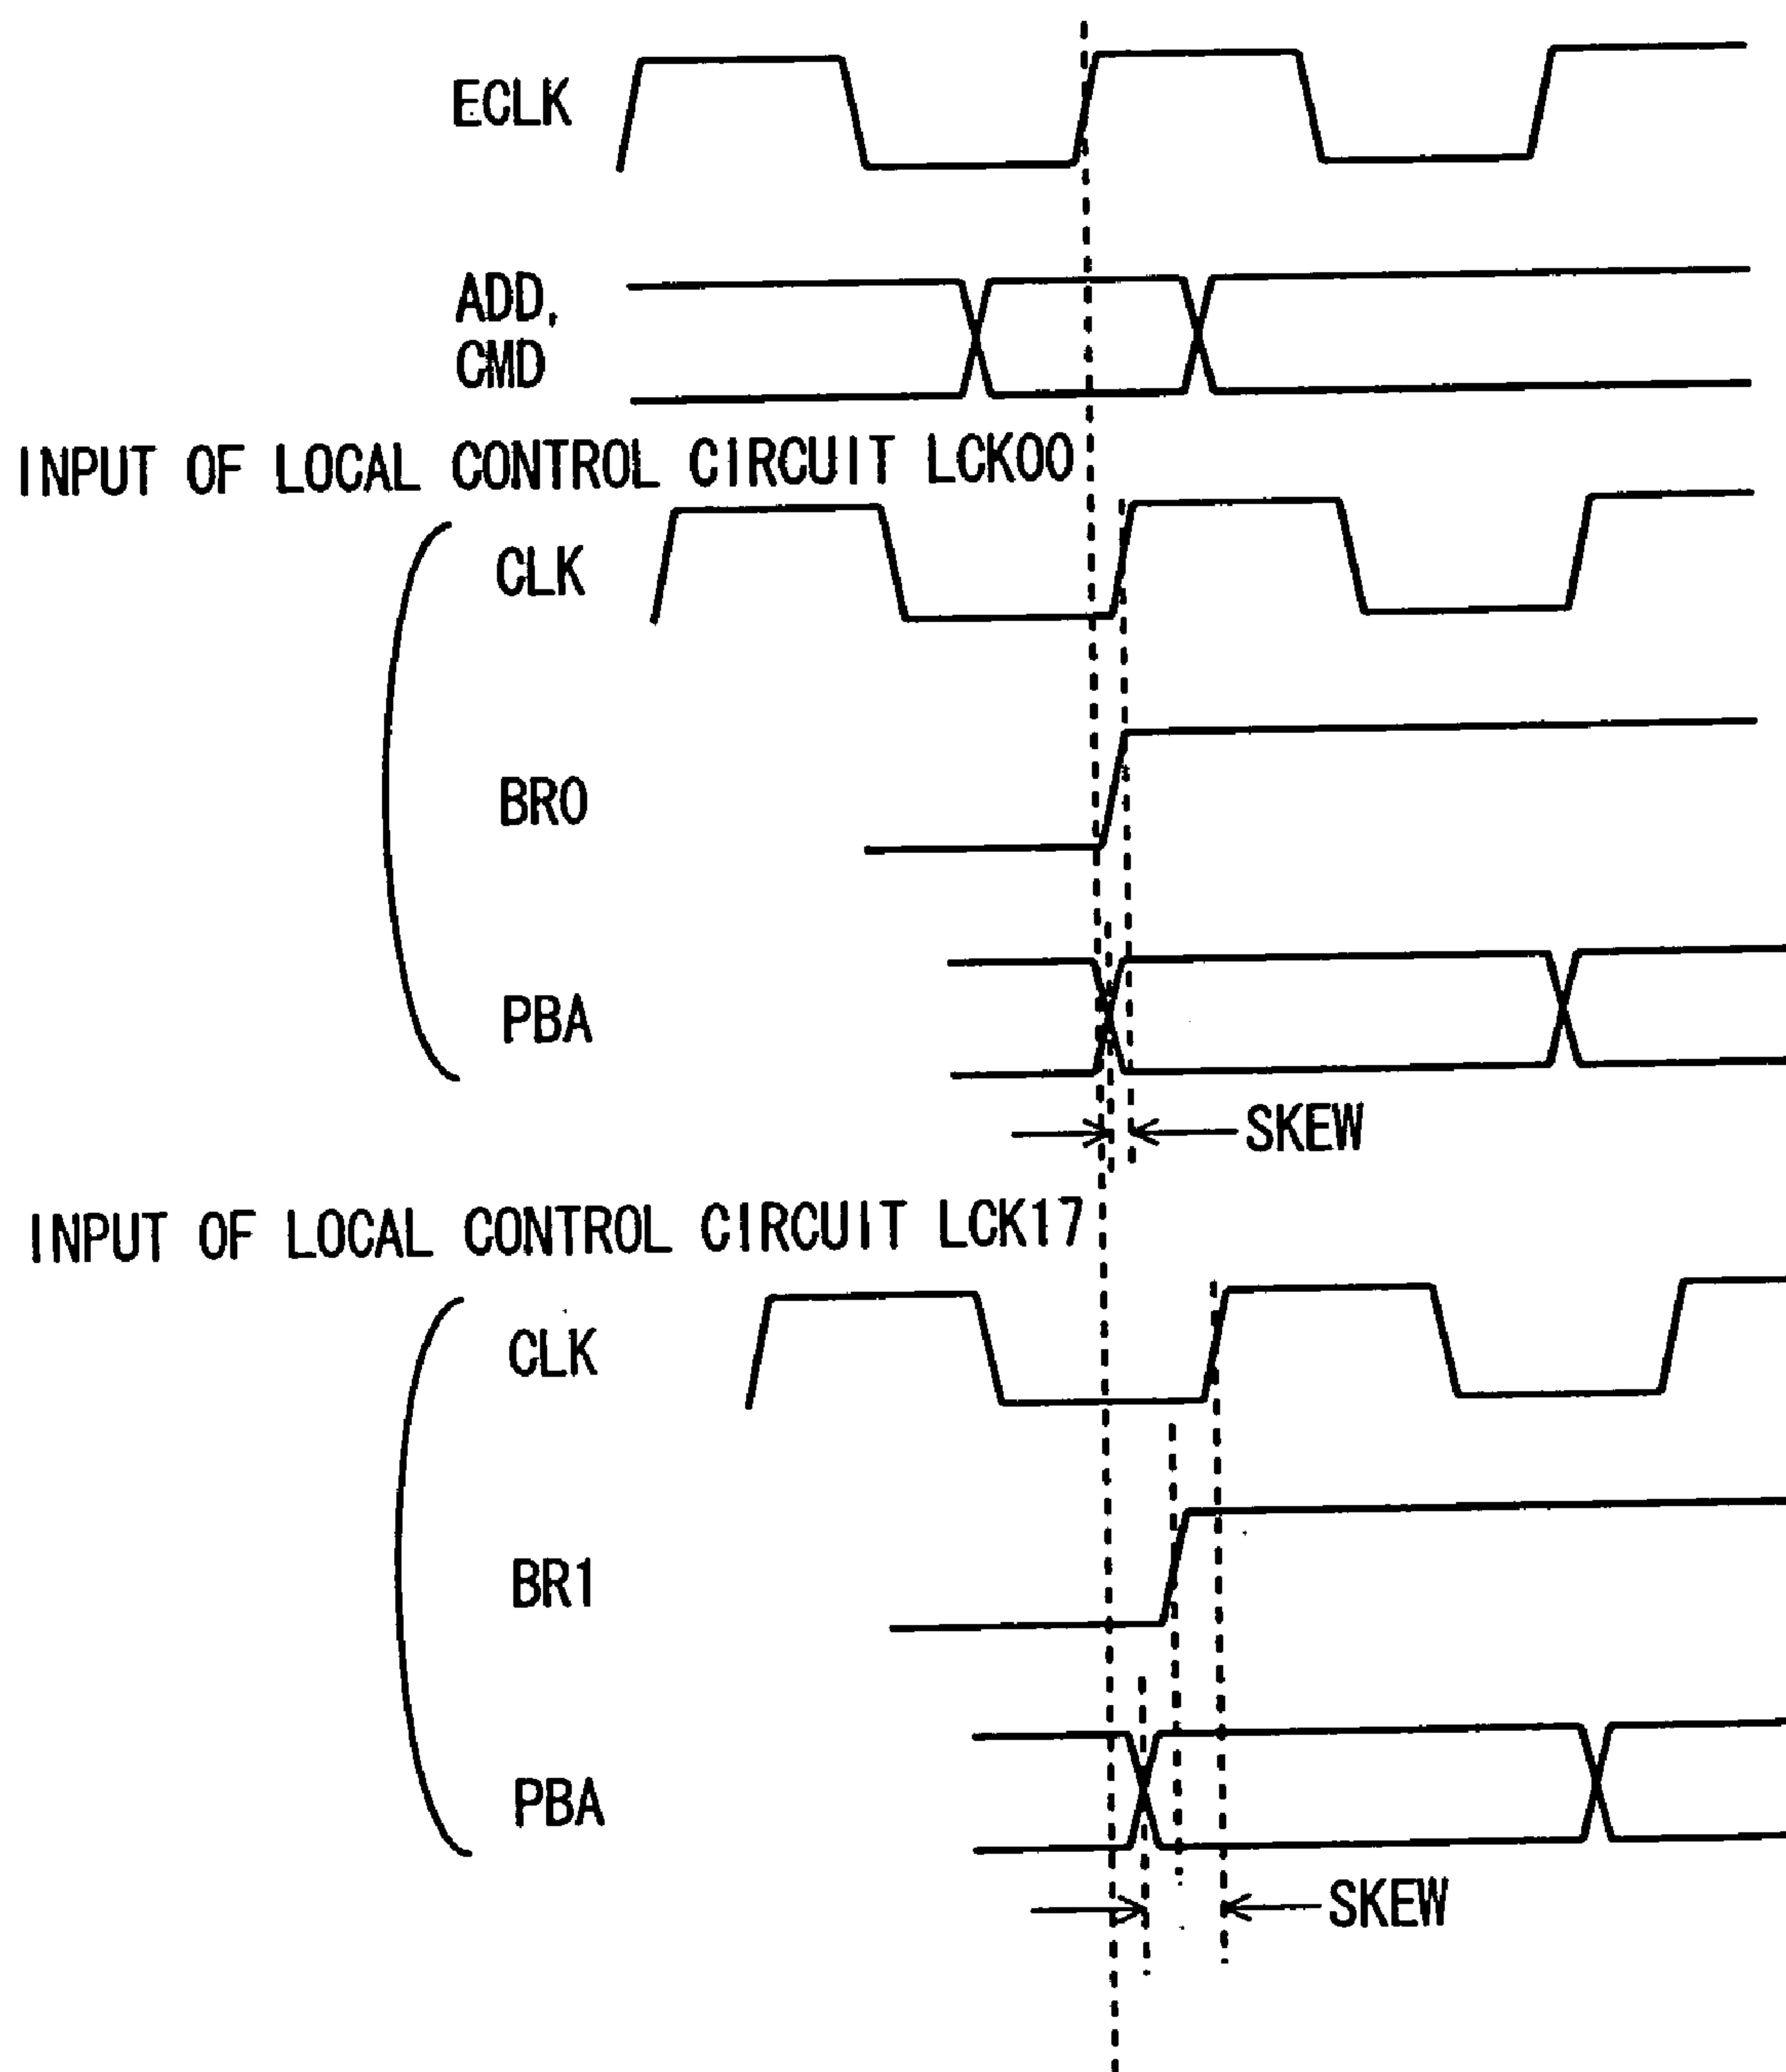 ECLK
ADD,
CMD
INPUT OF LOCAL CONTROL CIRCUIT LCK00
CLK
BR0
PBA
SKEW
INPUT OF LOCAL CONTROL CIRCUIT LCK17
CLK
BR1
PBA
SKEW